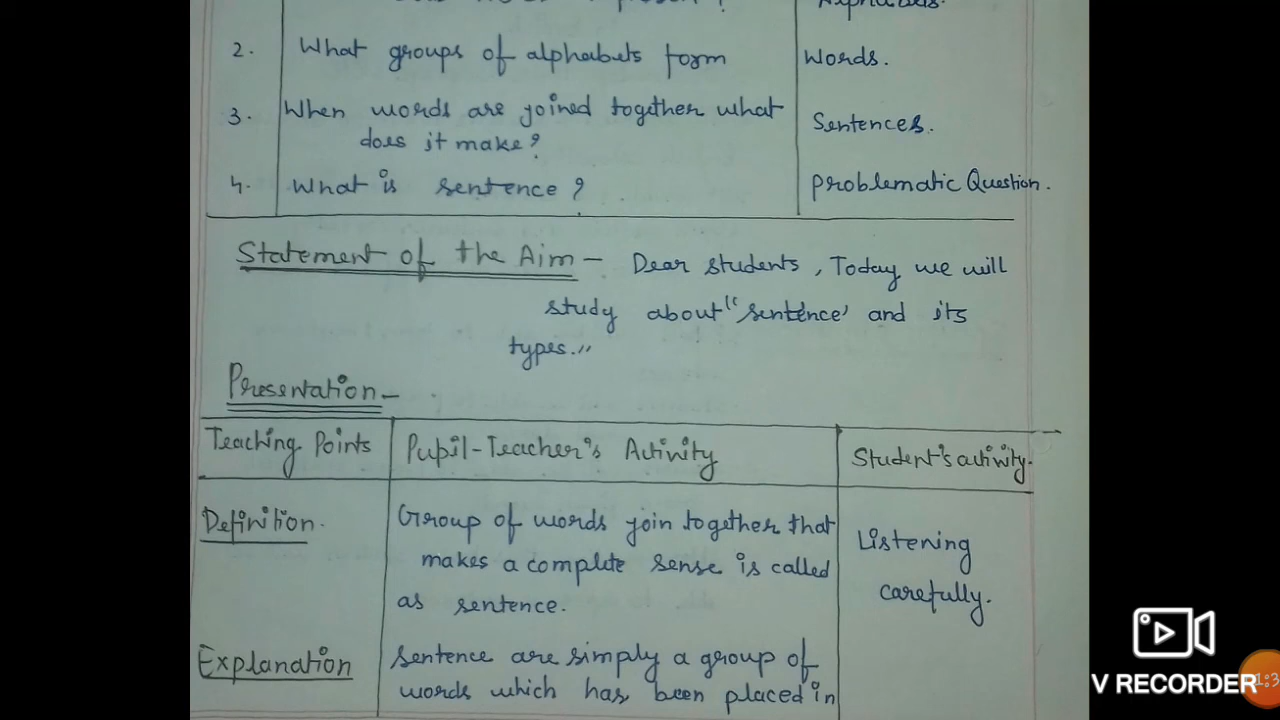 2. What groups of alphabets form Words.
3. When words are joined together what
does it make? Sentences.
4. What is sentence? Problematic Question.
Statement of the Aim - Dear students, Today we will
study about "sentence' and its
types..,,
Presentation-
Teaching Points Pupil-Teacher's Activity Student's activity.
Definition. Group of words join together that
makes a complete sense is called
as sentence.
Listening
carefully.
Explanation Sentence are simply a group of
words which has been placed in
V RECORDER